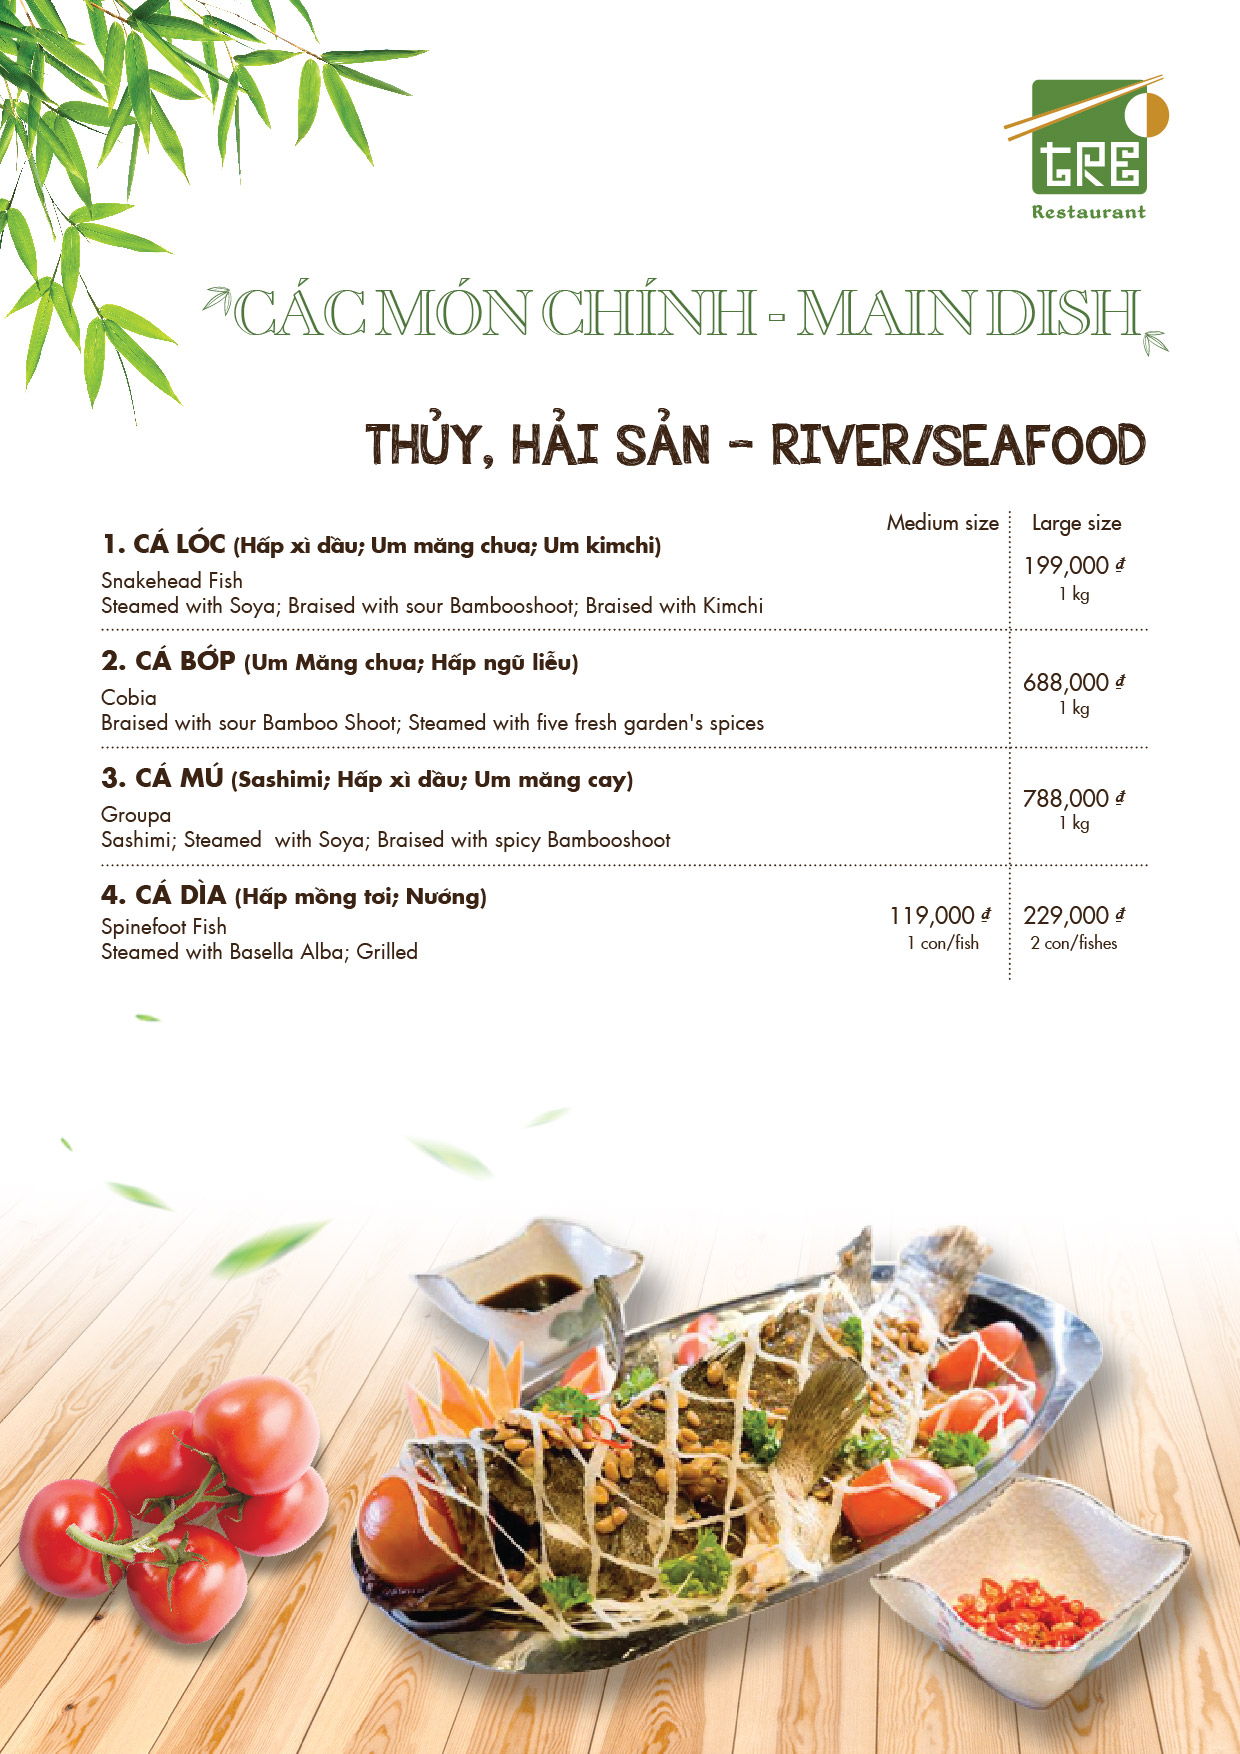 tRE
Restaurant
CÁC MÓN CHÍNH - MAIN DISH
THỦY, HẢI SẢN - RIVER/SEAFOOD
Medium size Large size
1. CÁ LÓC (Hấp xì dầu; Um măng chua; Um kimchi)
199,000 ₫
Snakehead Fish
1 kg
Steamed with Soya; Braised with sour Bambooshoot; Braised with Kimchi
2. CÁ BỚP (Um Măng chua; Hấp ngũ liễu)
688,000 ₫
Cobia
1 kg
Braised with sour Bamboo Shoot; Steamed with five fresh garden's spices
3. CÁ MÚ (Sashimi; Hấp xì dầu; Um măng cay)
788,000 ₫
Groupa
1 kg
Sashimi; Steamed  with Soya; Braised with spicy Bambooshoot
4. CÁ DÌA (Hấp mồng tơi; Nướng)
119,000 ₫ 229,000 ₫
Spinefoot Fish
1 con/fish 2 con/fishes
Steamed with Basella Alba; Grilled